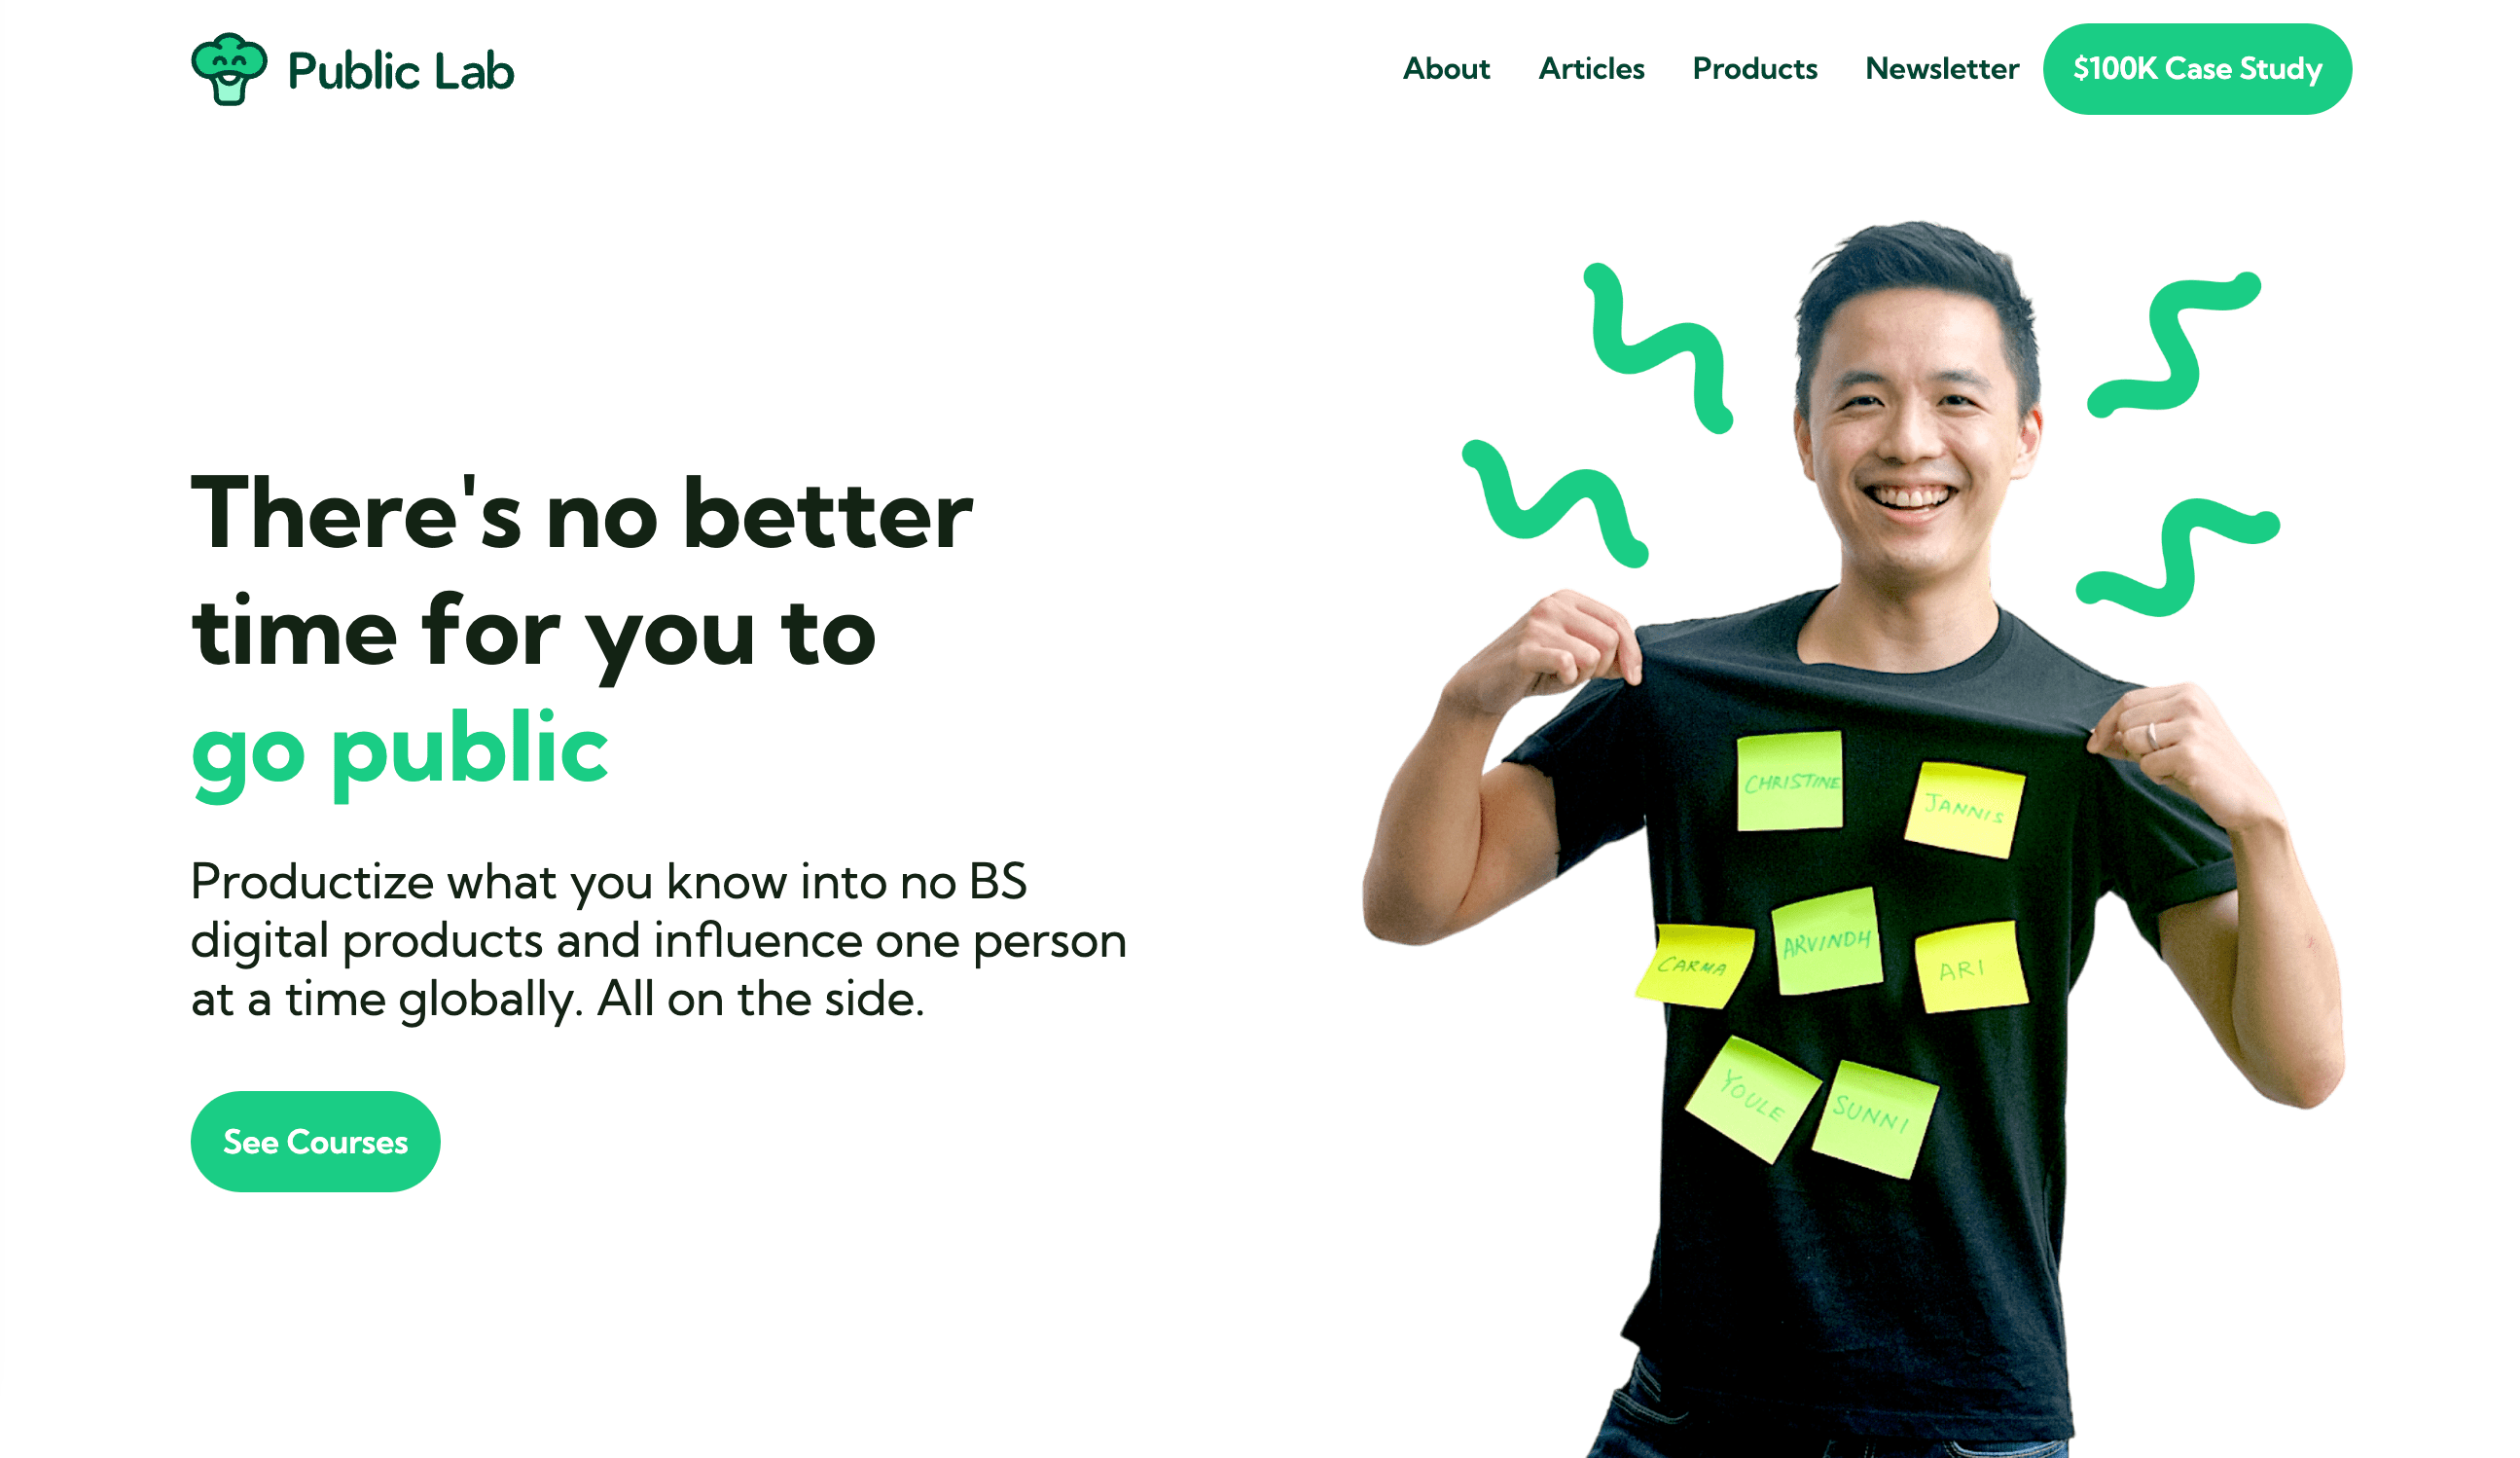 Public Lab
About
Articles
Products
Newsletter
$100K Case Study
There's no better
time for you to
go public
Productize what you know into no BS
digital products and influence one person
at a time globally. All on the side.
See Courses
CHRISTINE
JANNIS
CARMA
ARVINDH
ARI
YOULE
SUNNI